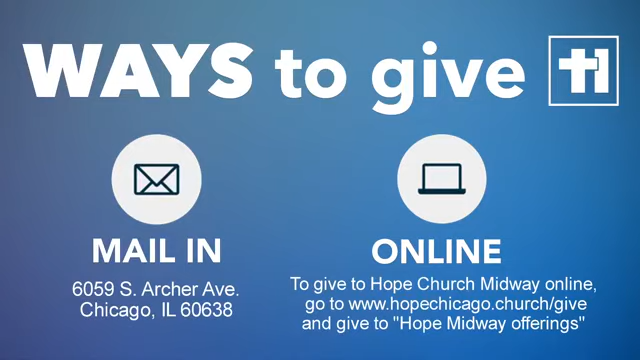 WAYS to give
MAIL IN
6059 S. Archer Ave.
Chicago, IL 60638
ONLINE
To give to Hope Church Midway online,
go to www.hopechicago.church/give
and give to "Hope Midway offerings"